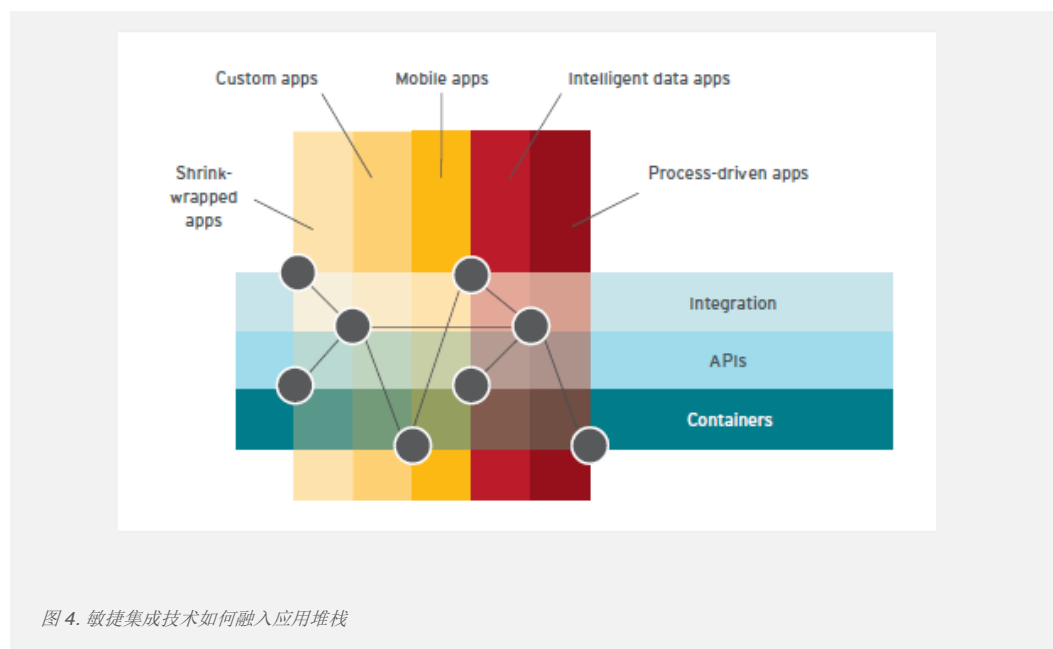 Custom apps
Mobile apps
Intelligent data apps
Shrink-
wrapped
apps
Process-driven apps
Integration
APIs
Containers
图 4. 敏捷集成技术如何融入应用堆栈